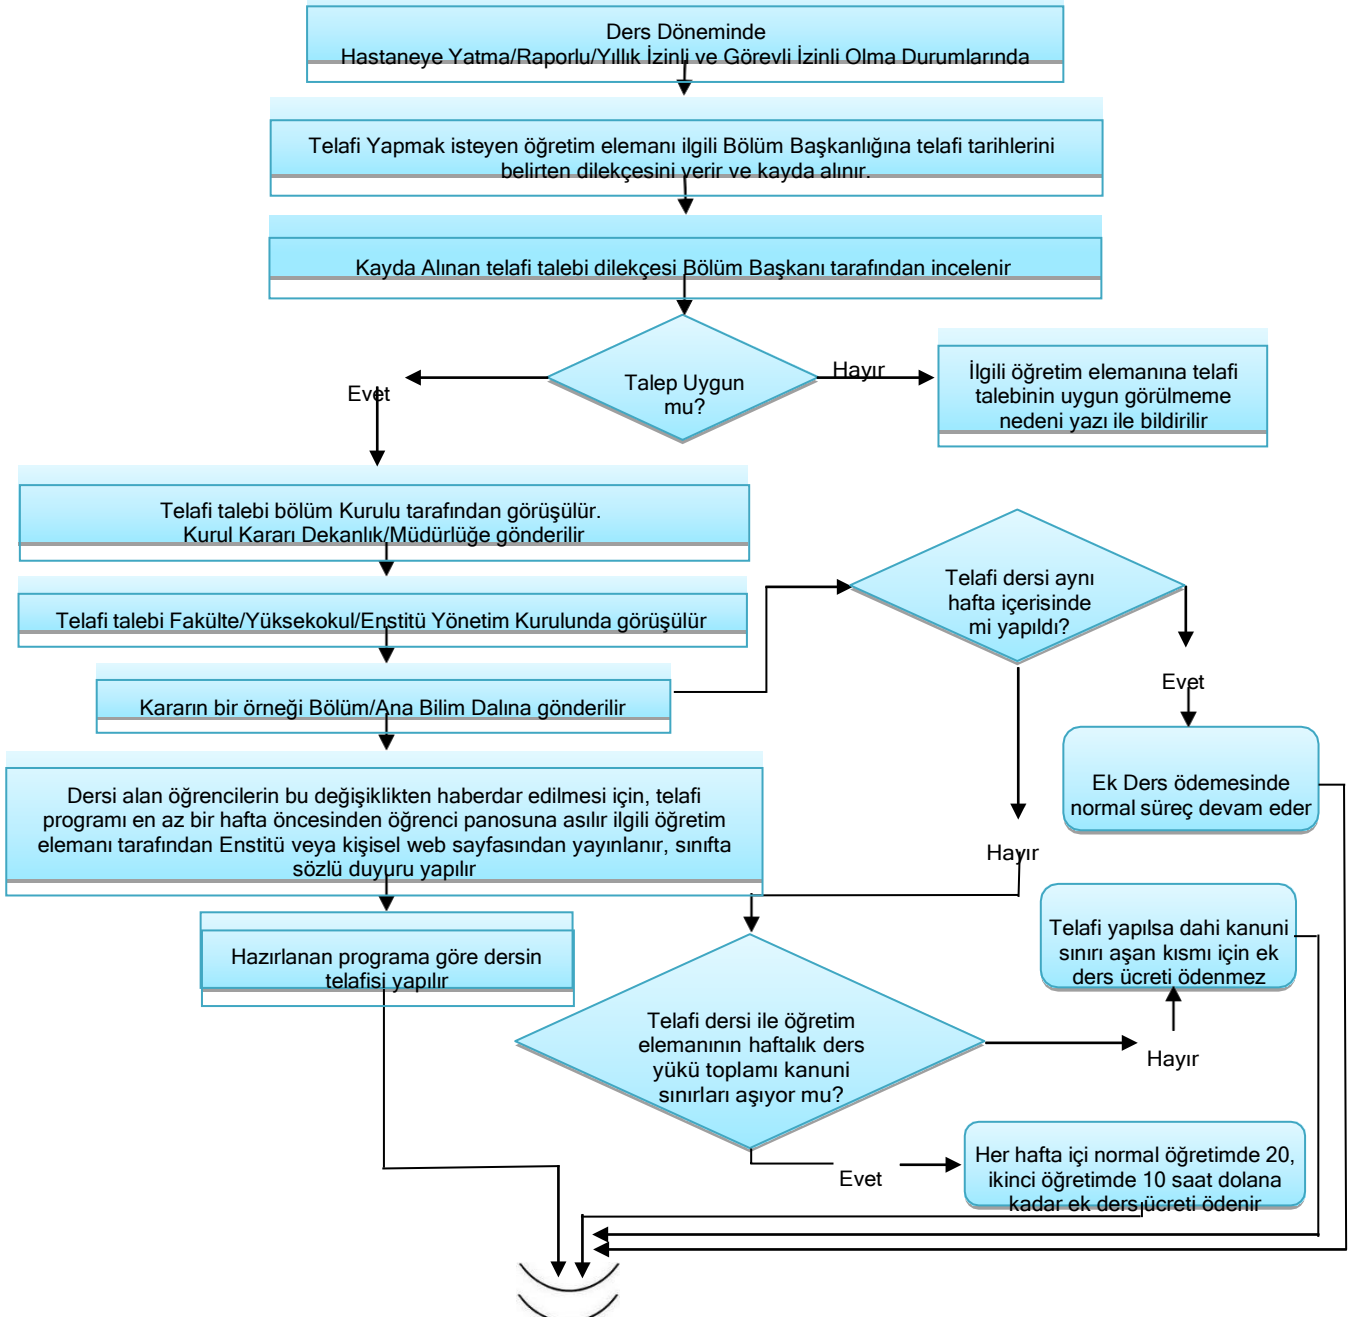 Ders Döneminde
Hastaneye Yatma/Raporlu/Yıllık İzinli ve Görevli İzinli Olma Durumlarında
Telafi Yapmak isteyen öğretim elemanı ilgili Bölüm Başkanlığına telafi tarihlerini
belirten dilekçesini verir ve kayda alınır.
Kayda Alınan telafi talebi dilekçesi Bölüm Başkanı tarafından incelenir
Talep Uygun
mu?
Hayır
İlgili öğretim elemanına telafi
talebinin uygun görülmeme
nedeni yazı ile bildirilir
Evet
Telafi talebi bölüm Kurulu tarafından görüşülür.
Kurul Kararı Dekanlık/Müdürlüğe gönderilir
Telafi talebi Fakülte/Yüksekokul/Enstitü Yönetim Kurulunda görüşülür
Kararın bir örneği Bölüm/Ana Bilim Dalına gönderilir
Telafi dersi aynı
hafta içerisinde
mi yapıldı?
Evet
Ek Ders ödemesinde
normal süreç devam eder
Hayır
Dersi alan öğrencilerin bu değişiklikten haberdar edilmesi için, telafi
programı en az bir hafta öncesinden öğrenci panosuna asılır ilgili öğretim
elemanı tarafından Enstitü veya kişisel web sayfasından yayınlanır, sınıfta
sözlü duyuru yapılır
Hazırlanan programa göre dersin
telafisi yapılır
Telafi dersi ile öğretim
elemanının haftalık ders
yükü toplamı kanuni
sınırları aşıyor mu?
Hayır
Telafi yapılsa dahi kanuni
sınırı aşan kısmı için ek
ders ücreti ödenmez
Evet
Her hafta içi normal öğretimde 20,
ikinci öğretimde 10 saat dolana
kadar ek ders ücreti ödenir